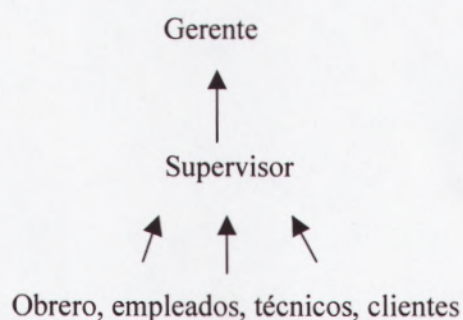 Gerente
Supervisor
Obrero, empleados, técnicos, clientes